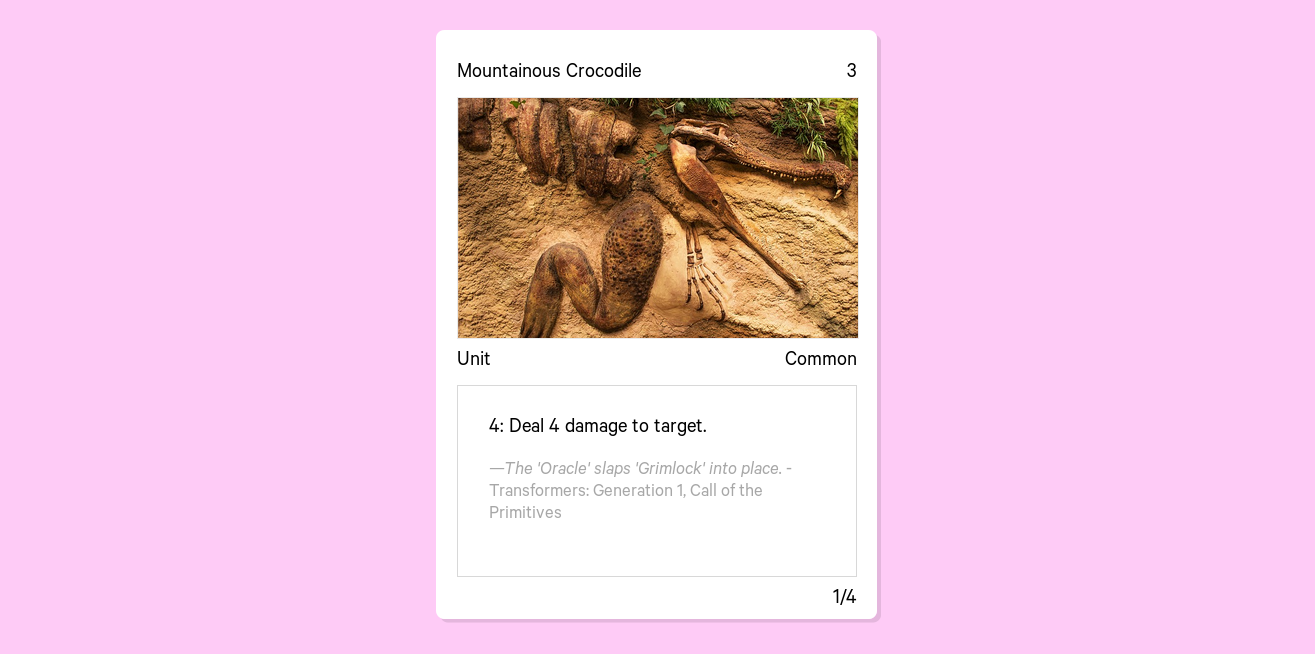 Mountainous Crocodile 3
Unit Common
4: Deal 4 damage to target.
—The 'Oracle' slaps 'Grimlock' into place. -
Transformers: Generation 1, Call of the
Primitives
1/4